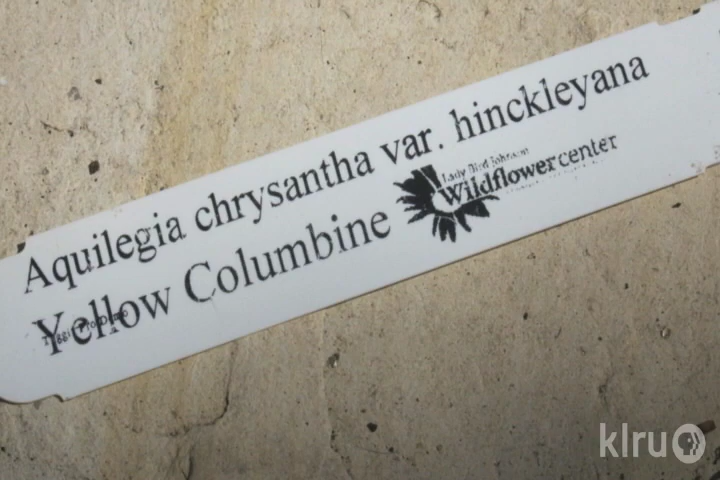 Aquilegia chrysantha var. hinckleyana
Yellow Columbine
Lady Bird Johnson
Wildflower center
klru